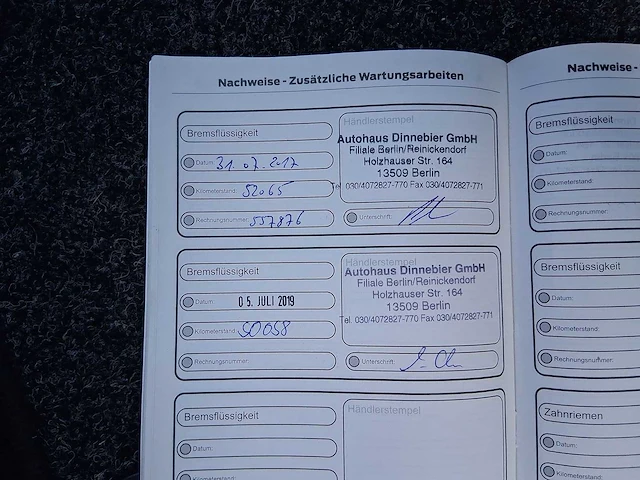 Nachweise - Zusätzliche Wartungsarbeiten
Bremsflüssigkeit
Datum: 31.07.2017
Kilometerstand: 52065
Rechnungsnummer: 557876
Händlerstempel
Autohaus Dinnebier GmbH
Filiale Berlin/Reinickendorf
Holzhauser Str. 164
13509 Berlin
Tel. 030/4072827-770 Fax 030/4072827-771
Unterschrift:
Bremsflüssigkeit
Datum: 05. JULI 2019
Kilometerstand: 50058
Rechnungsnummer:
Händlerstempel
Autohaus Dinnebier GmbH
Filiale Berlin/Reinickendorf
Holzhauser Str. 164
13509 Berlin
Tel. 030/4072827-770 Fax 030/4072827-771
Unterschrift:
Bremsflüssigkeit
Datum:
Kilometerstand:
Händlerstempel
Nachweise -
Bremsflüssigkeit
Datum:
Kilometerstand:
Rechnungsnummer:
Bremsflüssigkeit
Datum:
Kilometerstand:
Rechnungsnummer:
Zahnriemen
Datum:
Kilometerstand: